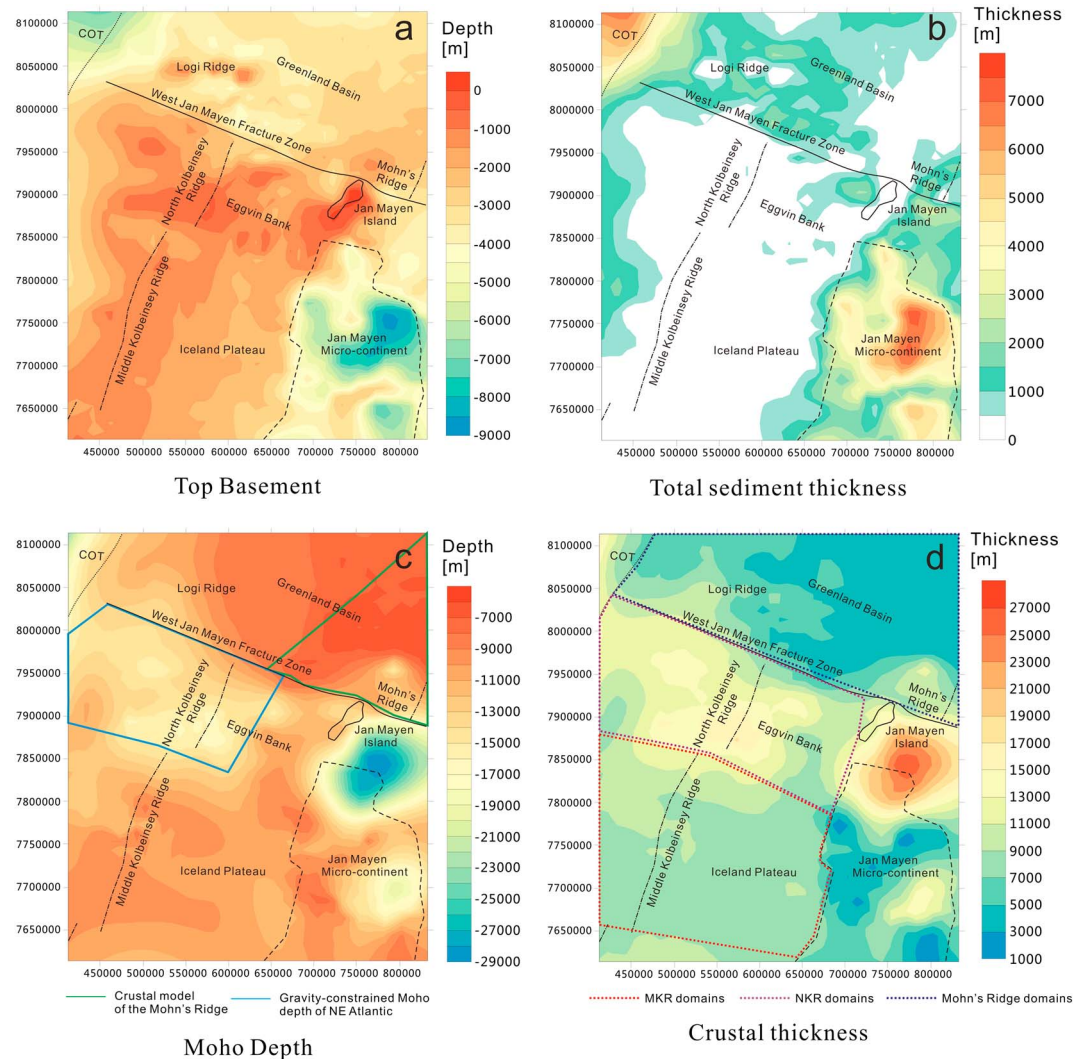 a
Depth
[m]
8100000
8050000
8000000
7950000
7900000
7850000
7800000
7750000
7700000
7650000
COT
Logi Ridge
Greenland Basin
West Jan Mayen Fracture Zone
North Kolbeinsey
Ridge
Mohn's
Ridge
Eggvin Bank
Jan Mayen
Island
Middle Kolbeinsey Ridge
Iceland Plateau
Jan Mayen
Micro-continent
450000 500000 550000 600000 650000 700000 750000 800000
0
-1000
-2000
-3000
-4000
-5000
-6000
-7000
-8000
-9000
Top Basement
b
Thickness
[m]
8100000
8050000
8000000
7950000
7900000
7850000
7800000
7750000
7700000
7650000
COT
Logi Ridge
Greenland Basin
West Jan Mayen Fracture Zone
North Kolbeinsey
Ridge
Mohn's
Ridge
Eggvin Bank
Jan Mayen
Island
Middle Kolbeinsey Ridge
Iceland Plateau
Jan Mayen
Micro-continent
450000 500000 550000 600000 650000 700000 750000 800000
7000
6000
5000
4000
3000
2000
1000
0
Total sediment thickness
c
Depth
[m]
8100000
8050000
8000000
7950000
7900000
7850000
7800000
7750000
7700000
7650000
COT
Logi Ridge
Greenland Basin
West Jan Mayen Fracture Zone
North Kolbeinsey
Ridge
Mohn's
Ridge
Eggvin Bank
Jan Mayen
Island
Middle Kolbeinsey Ridge
Iceland Plateau
Jan Mayen
Micro-continent
450000 500000 550000 600000 650000 700000 750000 800000
-7000
-9000
-11000
-13000
-15000
-17000
-19000
-21000
-23000
-25000
-27000
-29000
Crustal model
of the Mohn's Ridge
Gravity-constrained Moho
depth of NE Atlantic
Moho Depth
d
Thickness
[m]
8100000
8050000
8000000
7950000
7900000
7850000
7800000
7750000
7700000
7650000
COT
Logi Ridge
Greenland Basin
West Jan Mayen Fracture Zone
North Kolbeinsey
Ridge
Mohn's
Ridge
Eggvin Bank
Jan Mayen
Island
Middle Kolbeinsey Ridge
Iceland Plateau
Jan Mayen
Micro-continent
450000 500000 550000 600000 650000 700000 750000 800000
27000
25000
23000
21000
19000
17000
15000
13000
11000
9000
7000
5000
3000
1000
MKR domains
NKR domains
Mohn's Ridge domains
Crustal thickness